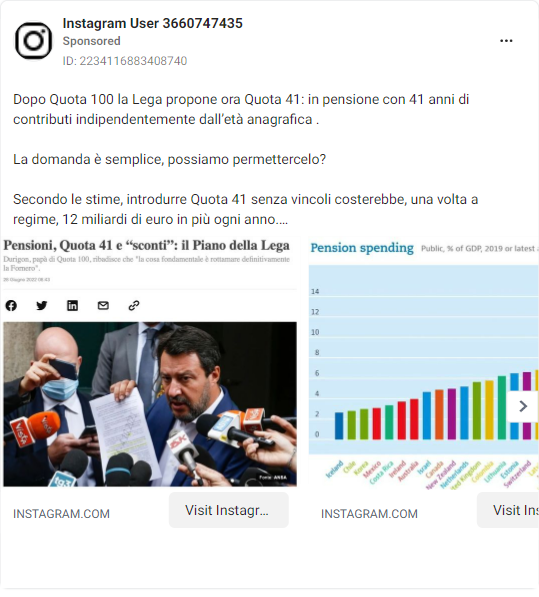 Instagram User 3660747435
Sponsored
ID: 2234116883408740
Dopo Quota 100 la Lega propone ora Quota 41: in pensione con 41 anni di
contributi indipendentemente dall'età anagrafica .
La domanda è semplice, possiamo permettercelo?
Secondo le stime, introdurre Quota 41 senza vincoli costerebbe, una volta a
regime, 12 miliardi di euro in più ogni anno....
Pensioni, Quota 41 e “sconti”: il Piano della Lega
Durigon, papà di Quota 100, ribadisce che "la cosa fondamentale è rottamare definitivamente
la Fornero".
Fonte: ANSA
INSTAGRAM.COM
Visit Instagr...
Pension spending Public, % of GDP, 2019 or latest a
14
12
10
8
6
4
2
0
Iceland
Chile
Korea
Mexico
Costa Rica
Ireland
Australia
Israel
Canada
New Zealand
Netherlands
ted Kingdom
Colombia
Lithuania
Estonia
Switzerland
INSTAGRAM.COM
Visit Ins